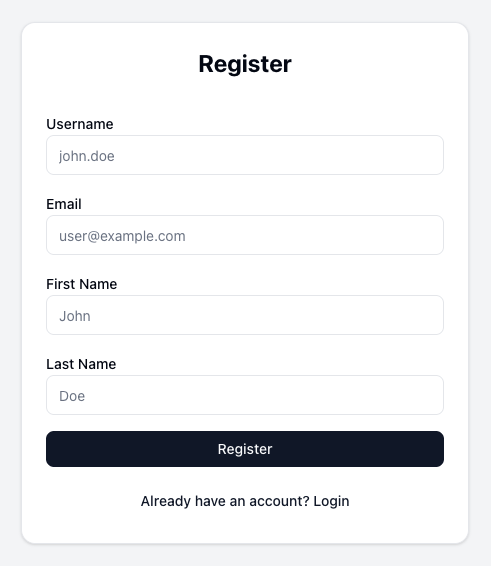 Register
Username
john.doe
Email
user@example.com
First Name
John
Last Name
Doe
Register
Already have an account? Login